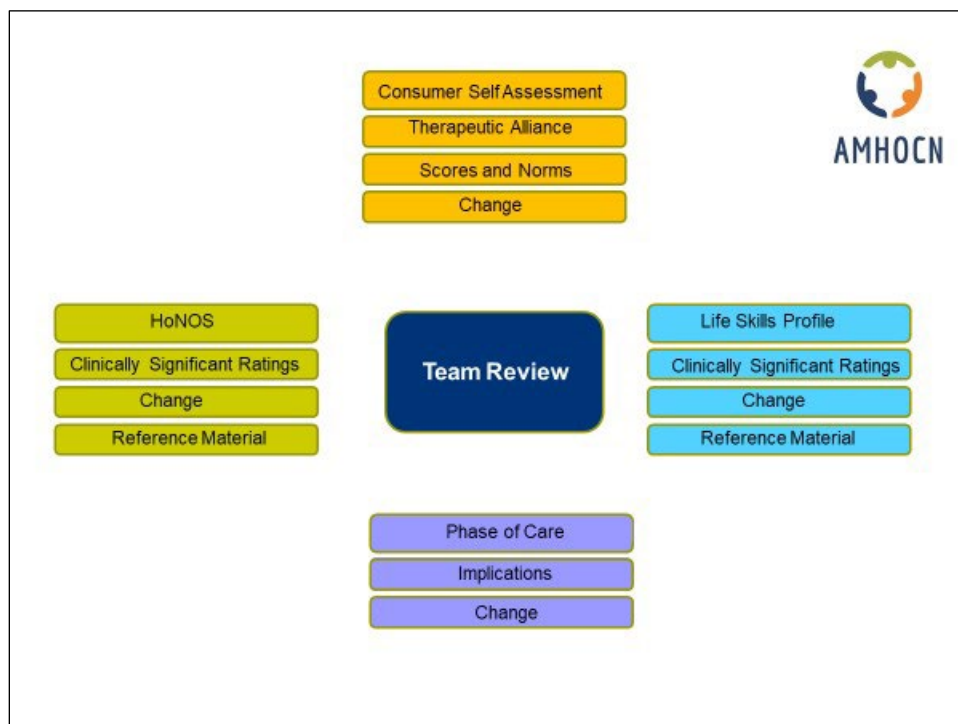 Consumer Self Assessment
Therapeutic Alliance
Scores and Norms
Change
AMHOCN
HoNOS
Clinically Significant Ratings
Change
Reference Material
Team Review
Life Skills Profile
Clinically Significant Ratings
Change
Reference Material
Phase of Care
Implications
Change